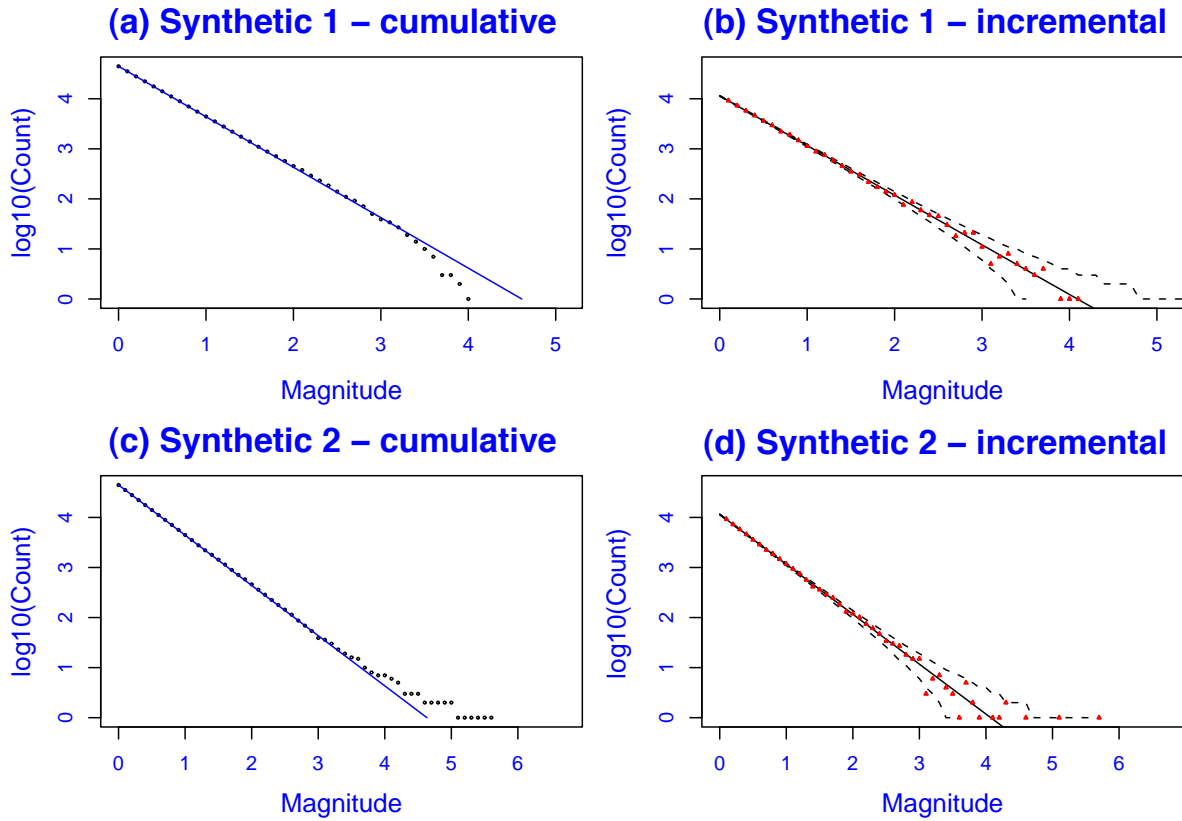 (a) Synthetic 1 – cumulative
log10(Count)
4
3
2
1
0
0 1 2 3 4 5
Magnitude
(b) Synthetic 1 – incremental
log10(Count)
4
3
2
1
0
0 1 2 3 4 5
Magnitude
(c) Synthetic 2 – cumulative
log10(Count)
4
3
2
1
0
0 1 2 3 4 5 6
Magnitude
(d) Synthetic 2 – incremental
log10(Count)
4
3
2
1
0
0 1 2 3 4 5 6
Magnitude